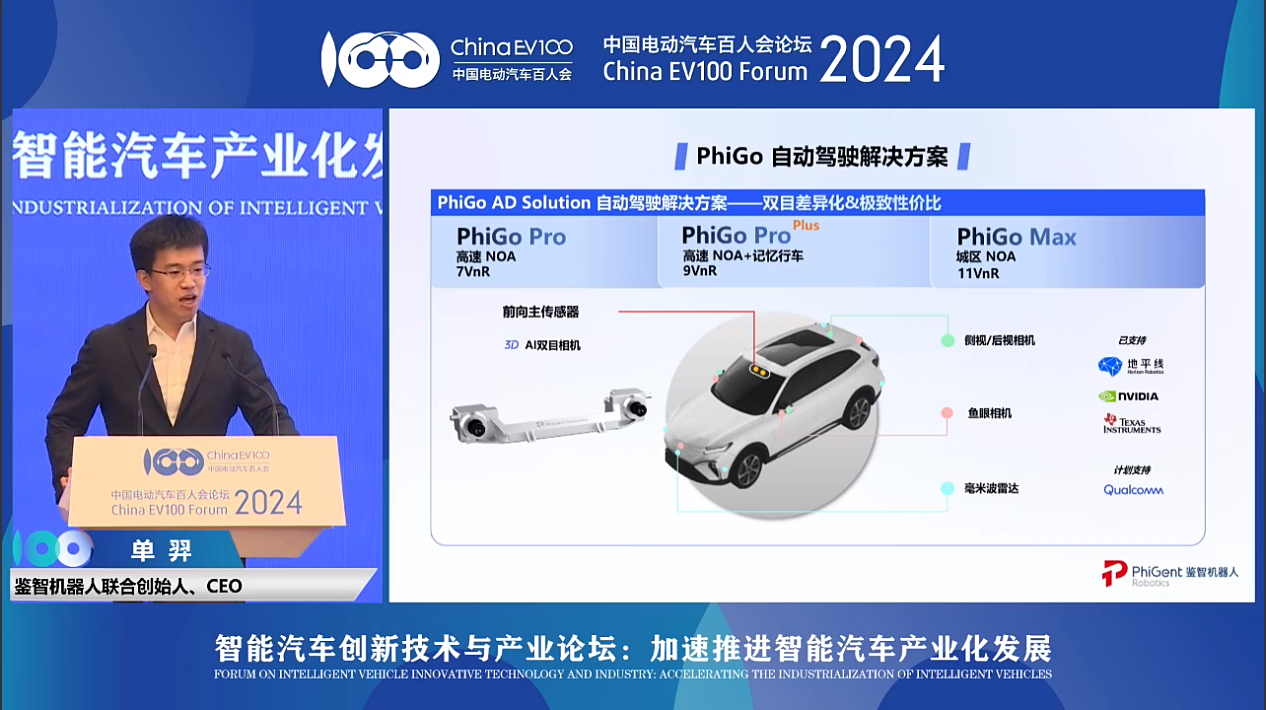 100
China EV100
中国电动汽车百人会
中国电动汽车百人会论坛
China EV100 Forum
2024
智能汽车产业化发
NDUSTRIALIZATION OF INTELLIGENT V
100
China EV100
中国电动汽车百人会
中国电动汽车百人会论坛
China EV100 Forum
2024
100
单 羿
鉴智机器人联合创始人、CEO
PhiGo 自动驾驶解决方案
PhiGo AD Solution 自动驾驶解决方案——双目差异化&极致性价比
PhiGo Pro
高速 NOA
7VnR
PhiGo Pro Plus
高速 NOA+记忆行车
9VnR
PhiGo Max
城区 NOA
11VnR
前向主传感器
3D AI双目相机
PhiGent Robotics
侧视/后视相机
鱼眼相机
毫米波雷达
已支持
地平线
Horizon Robotics
NVIDIA
TEXAS
INSTRUMENTS
计划支持
Qualcomm
PhiGent 鉴智机器人
Robotics
智能汽车创新技术与产业论坛：加速推进智能汽车产业化发展
FORUM ON INTELLIGENT VEHICLE INNOVATIVE TECHNOLOGY AND INDUSTRY: ACCELERATING THE INDUSTRIALIZATION OF INTELLIGENT VEHICLES